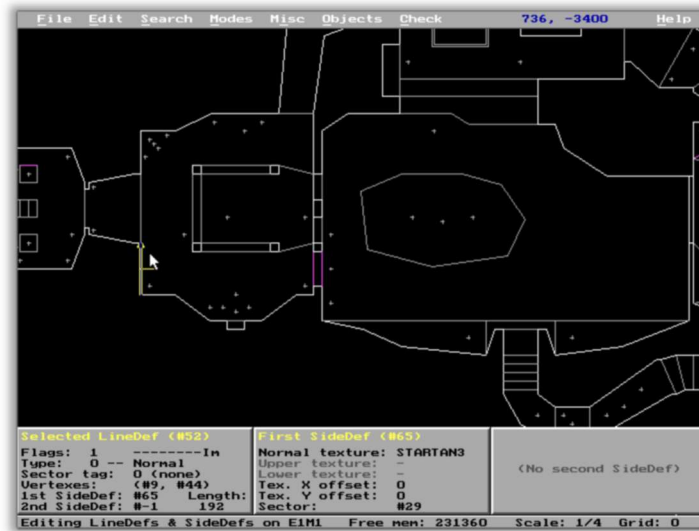 File Edit Search Modes Misc Objects Check 736, -3400 Help
Selected LineDef (#52)
Flags: 1 --------Im
Type: 0 -- Normal
Sector tag: 0 (none)
Vertexes: (#9, #44)
1st SideDef: #65 Length:
2nd SideDef: #-1 192
First SideDef (#65)
Normal texture: STARTAN3
Upper texture: -
Lower texture: -
Tex. X offset: 0
Tex. Y offset: 0
Sector: #29
(No second SideDef)
Editing LineDefs & SideDefs on E1M1 Free mem: 231360 Scale: 1/4 Grid: 0